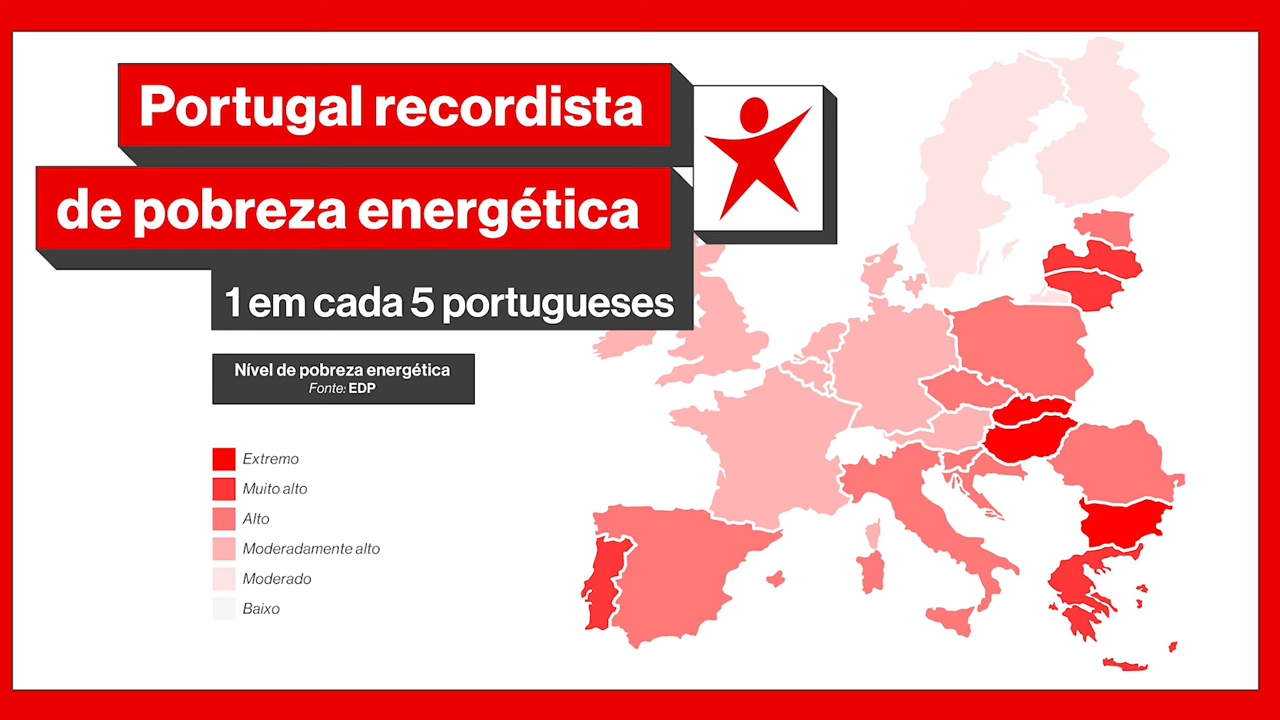 Portugal recordista
de pobreza energética
1 em cada 5 portugueses
Nível de pobreza energética
Fonte: EDP
Extremo
Muito alto
Alto
Moderadamente alto
Moderado
Baixo